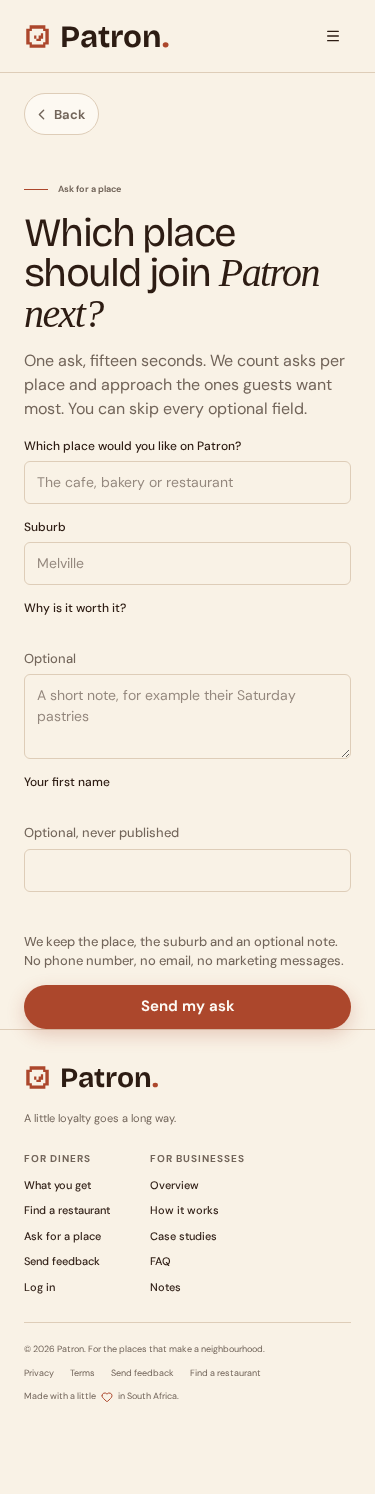 Patron.
Back
Ask for a place
Which place
should join Patron
next?
One ask, fifteen seconds. We count asks per
place and approach the ones guests want
most. You can skip every optional field.
Which place would you like on Patron?
The cafe, bakery or restaurant
Suburb
Melville
Why is it worth it?
Optional
A short note, for example their Saturday
pastries
Your first name
Optional, never published
We keep the place, the suburb and an optional note.
No phone number, no email, no marketing messages.
Send my ask
Patron.
A little loyalty goes a long way.
FOR DINERS
What you get
Find a restaurant
Ask for a place
Send feedback
Log in
FOR BUSINESSES
Overview
How it works
Case studies
FAQ
Notes
© 2026 Patron. For the places that make a neighbourhood.
Privacy Terms Send feedback Find a restaurant
Made with a little in South Africa.